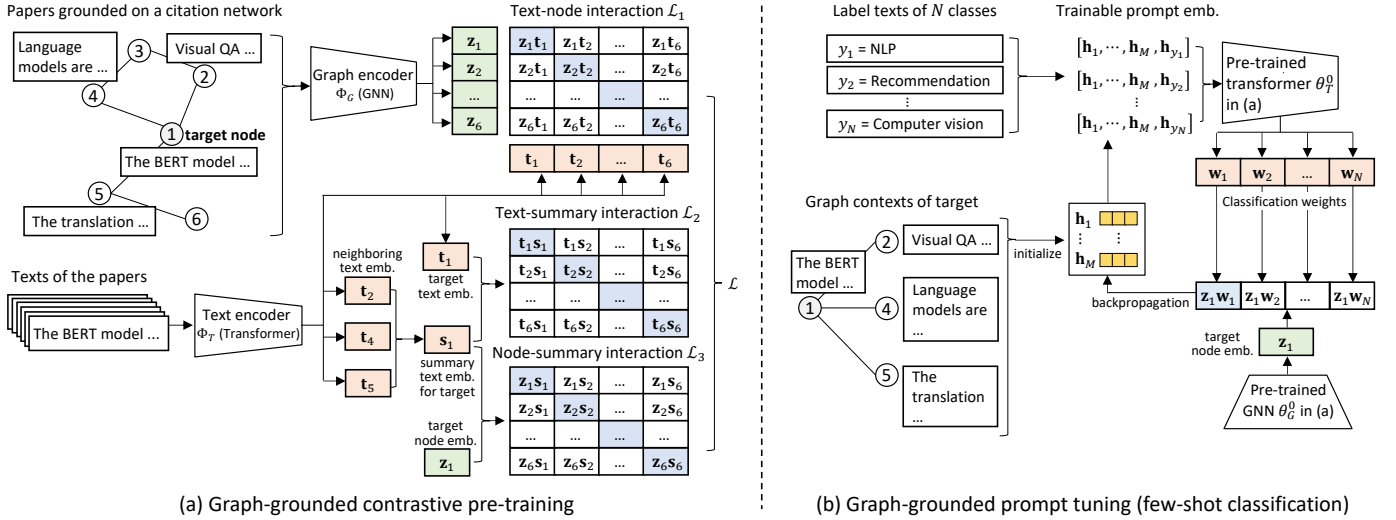 Papers grounded on a citation network
Language
models are ...
3
Visual QA ...
2
4
1 target node
The BERT model ...
5
The translation ...
6
Graph encoder
Φ_G (GNN)
z_1
z_2
...
z_6
Text-node interaction ℒ_1
z_1t_1 z_1t_2 ... z_1t_6
z_2t_1 z_2t_2 ... z_2t_6
... ... ... ...
z_6t_1 z_6t_2 ... z_6t_6
t_1 t_2 ... t_6
Texts of the papers
The BERT model ...
Text encoder
Φ_T (Transformer)
neighboring
text emb.
t_2
t_4
t_5
t_1
target
text emb.
s_1
summary
text emb.
for target
target
node emb.
z_1
Text-summary interaction ℒ_2
t_1s_1 t_1s_2 ... t_1s_6
t_2s_1 t_2s_2 ... t_2s_6
... ... ... ...
t_6s_1 t_6s_2 ... t_6s_6
Node-summary interaction ℒ_3
z_1s_1 z_1s_2 ... z_1s_6
z_2s_1 z_2s_2 ... z_2s_6
... ... ... ...
z_6s_1 z_6s_2 ... z_6s_6
ℒ
(a) Graph-grounded contrastive pre-training
Label texts of N classes
y_1 = NLP
y_2 = Recommendation
⋮
y_N = Computer vision
Trainable prompt emb.
[h_1, ⋯, h_M, h_{y_1}]
[h_1, ⋯, h_M, h_{y_2}]
⋮
[h_1, ⋯, h_M, h_{y_N}]
Pre-trained
transformer θ_T^0
in (a)
w_1 w_2 ... w_N
Classification weights
Graph contexts of target
The BERT
model ...
1
2
Visual QA ...
4
Language
models are
...
5
The
translation
...
initialize
h_1
⋮ ⋮
h_M
backpropagation
z_1w_1 z_1w_2 ... z_1w_N
target
node emb.
z_1
Pre-trained
GNN θ_G^0 in (a)
(b) Graph-grounded prompt tuning (few-shot classification)